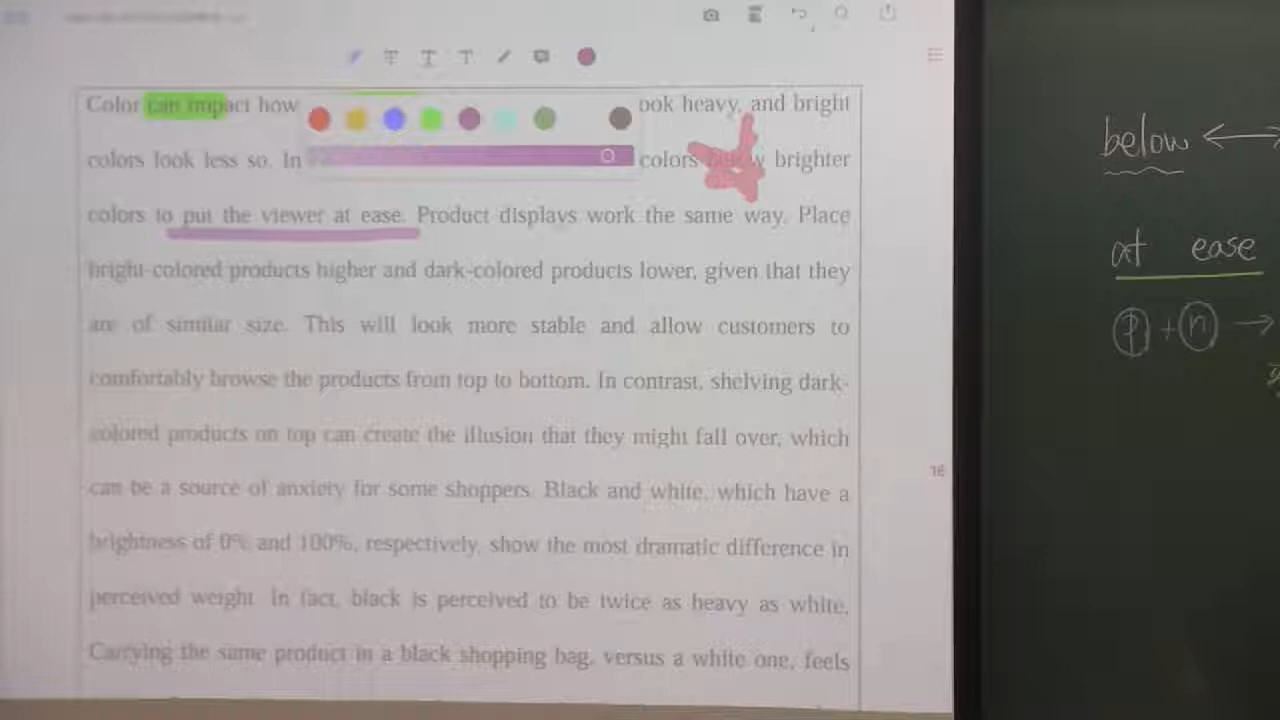 Color can impact how ook heavy, and bright
colors look less so. In colors below brighter
colors to put the viewer at ease. Product displays work the same way. Place
bright-colored products higher and dark-colored products lower, given that they
are of similar size. This will look more stable and allow customers to
comfortably browse the products from top to bottom. In contrast, shelving dark-
colored products on top can create the illusion that they might fall over, which
can be a source of anxiety for some shoppers. Black and white, which have a
brightness of 0% and 100%, respectively, show the most dramatic difference in
perceived weight. In fact, black is perceived to be twice as heavy as white.
Carrying the same product in a black shopping bag, versus a white one, feels
16
below ↔
at ease
p + n →